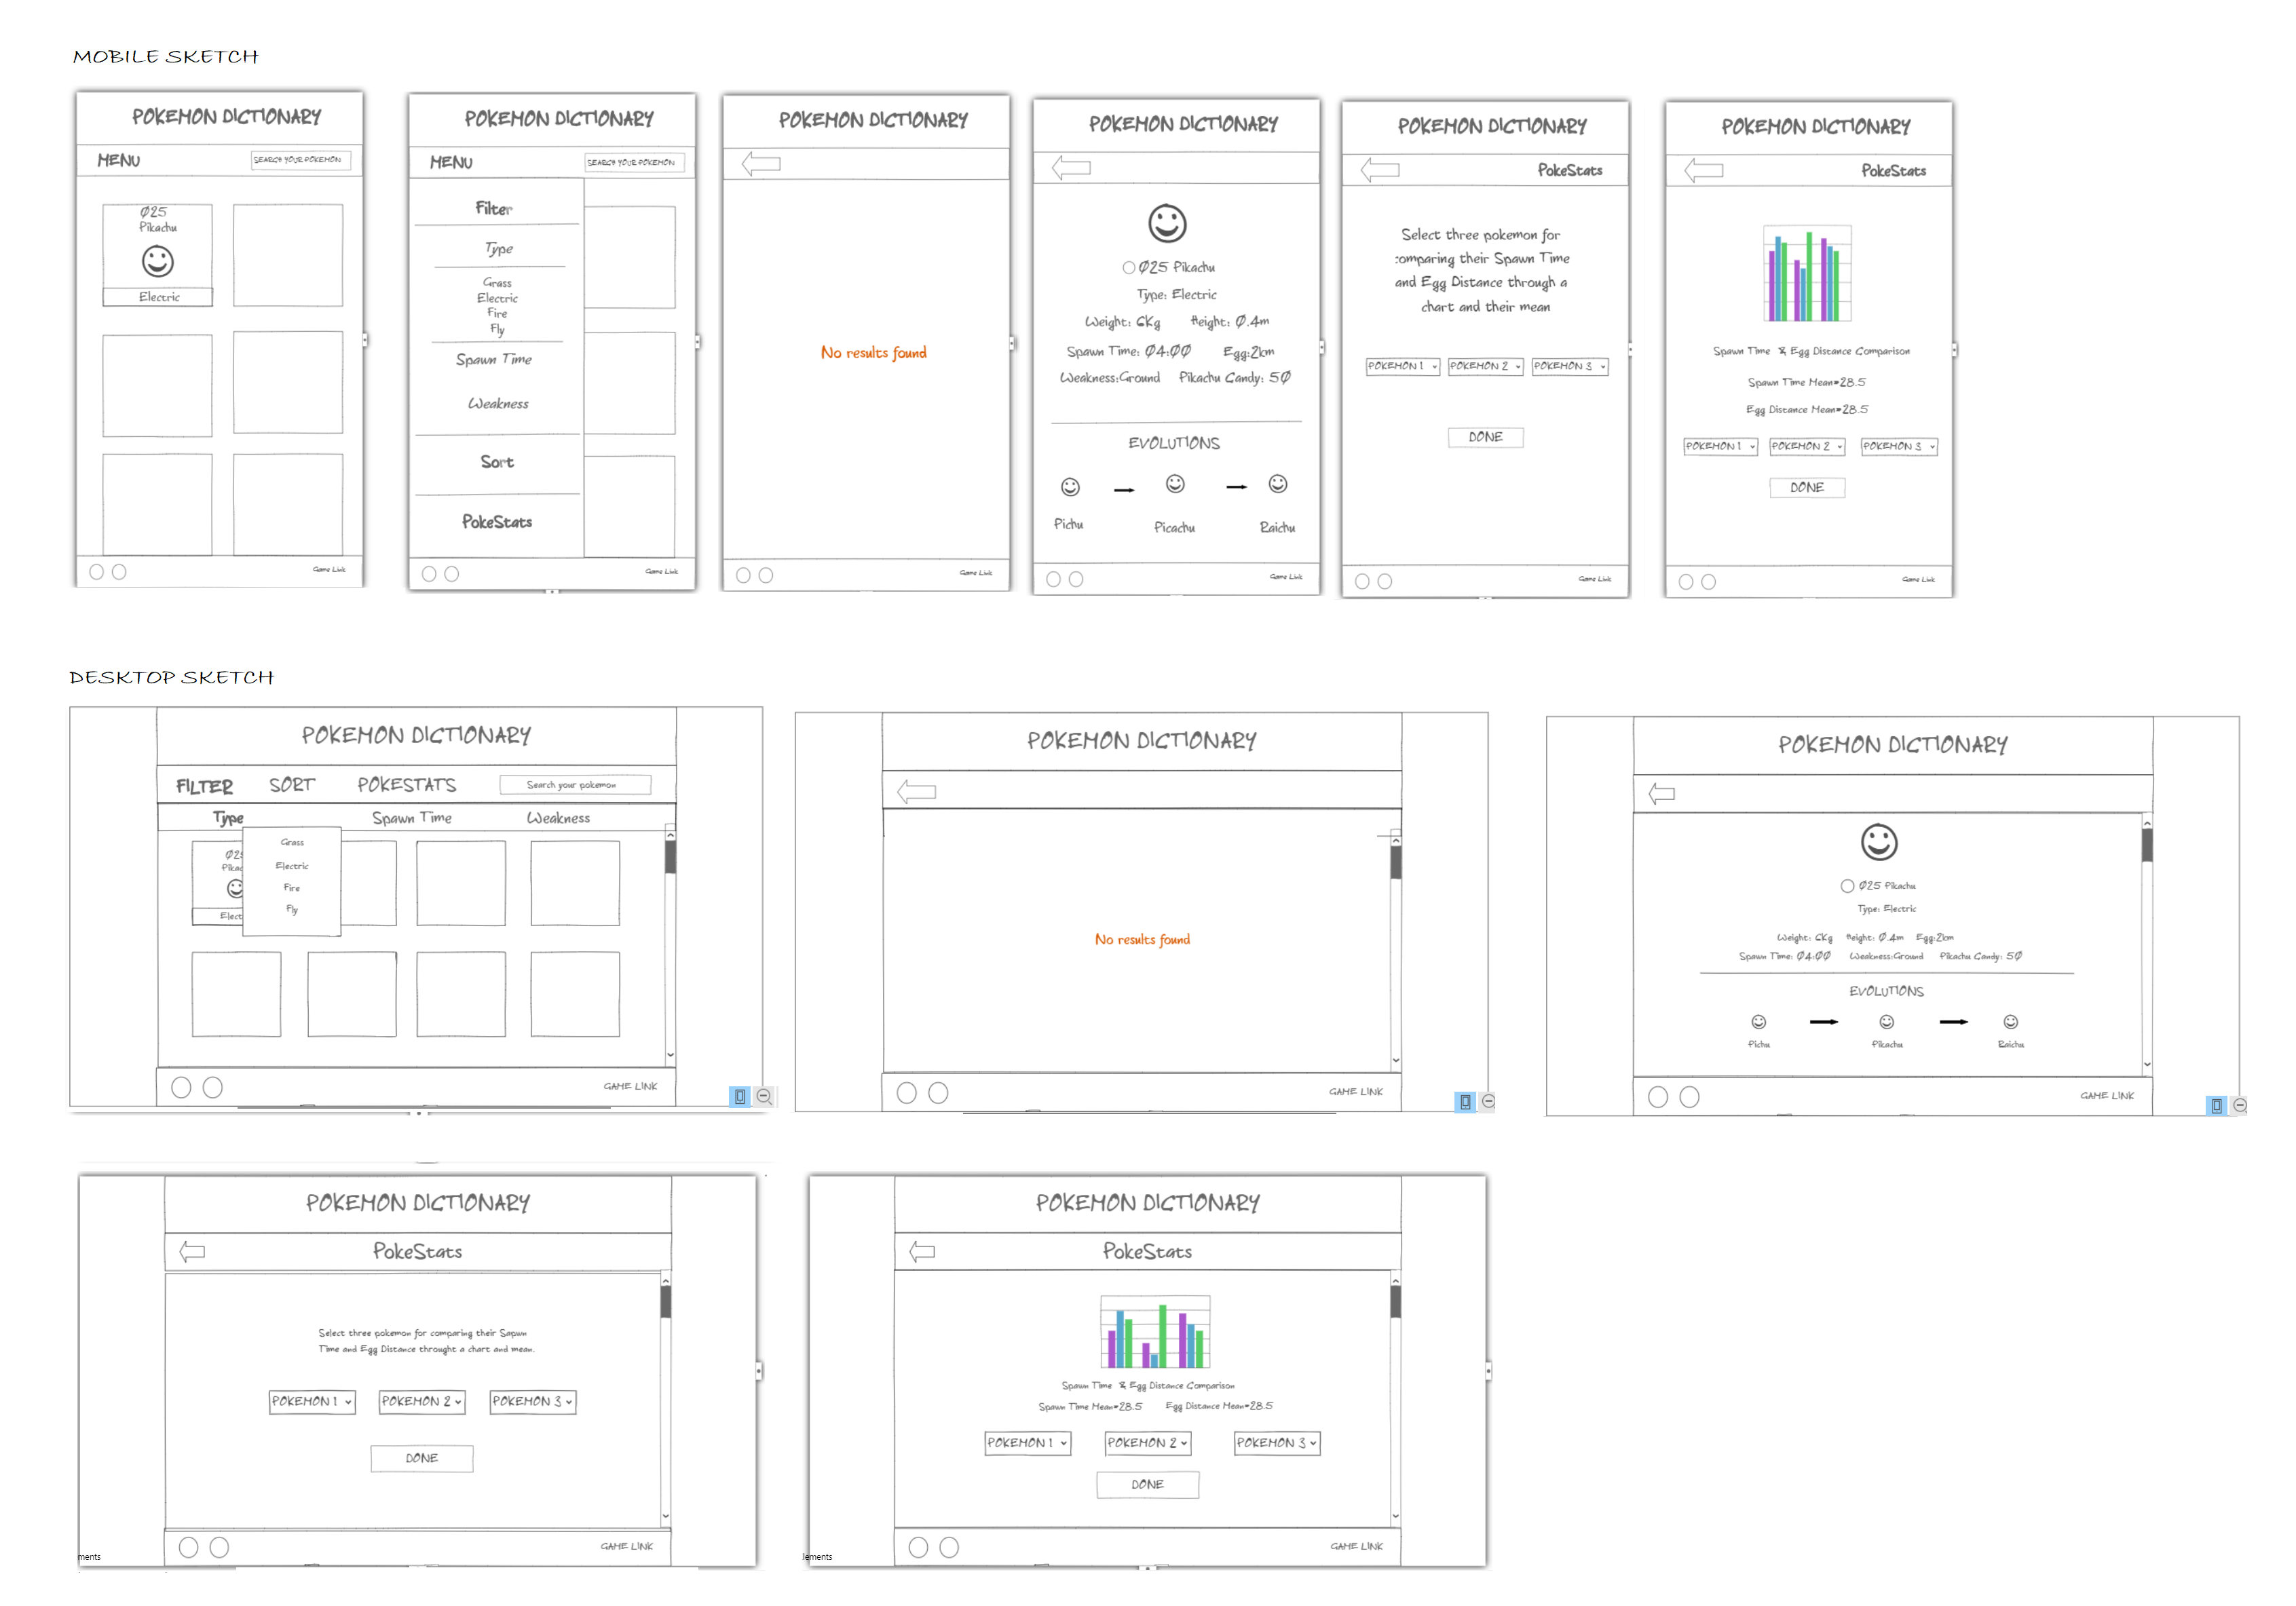 MOBILE SKETCH
POKEMON DICTIONARY
MENU
SEARCH YOUR POKEMON
Ø25
Pikachu
Electric
Game Link
POKEMON DICTIONARY
MENU
SEARCH YOUR POKEMON
Filter
Type
Grass
Electric
Fire
Fly
Spawn Time
Weakness
Sort
PokeStats
Game Link
POKEMON DICTIONARY
No results found
Game Link
POKEMON DICTIONARY
Ø25 Pikachu
Type: Electric
Weight: 6Kg Height: Ø.4m
Spawn Time: Ø4:ØØ Egg:2km
Weakness:Ground Pikachu Candy: 5Ø
EVOLUTIONS
Pichu Picachu Raichu
Game Link
POKEMON DICTIONARY
PokeStats
Select three pokemon for
comparing their Spawn Time
and Egg Distance through a
chart and their mean
POKEMON 1 POKEMON 2 POKEMON 3
DONE
Game Link
POKEMON DICTIONARY
PokeStats
Spawn Time & Egg Distance Comparison
Spawn Time Mean=28.5
Egg Distance Mean=28.5
POKEMON 1 POKEMON 2 POKEMON 3
DONE
Game Link
DESKTOP SKETCH
POKEMON DICTIONARY
FILTER SORT POKESTATS Search your pokemon
Type Spawn Time Weakness
Ø25
Pikac
Elect
Grass
Electric
Fire
Fly
GAME LINK
POKEMON DICTIONARY
No results found
GAME LINK
POKEMON DICTIONARY
Ø25 Pikachu
Type: Electric
Weight: 6Kg Height: Ø.4m Egg:2km
Spawn Time: Ø4:ØØ Weakness:Ground Pikachu Candy: 5Ø
EVOLUTIONS
Pichu Pikachu Raichu
GAME LINK
POKEMON DICTIONARY
PokeStats
Select three pokemon for comparing their Sapwn
Time and Egg Distance throught a chart and mean.
POKEMON 1 POKEMON 2 POKEMON 3
DONE
GAME LINK
ments
POKEMON DICTIONARY
PokeStats
Spawn Time & Egg Distance Comparison
Spawn Time Mean=28.5 Egg Distance Mean=28.5
POKEMON 1 POKEMON 2 POKEMON 3
DONE
GAME LINK
lements